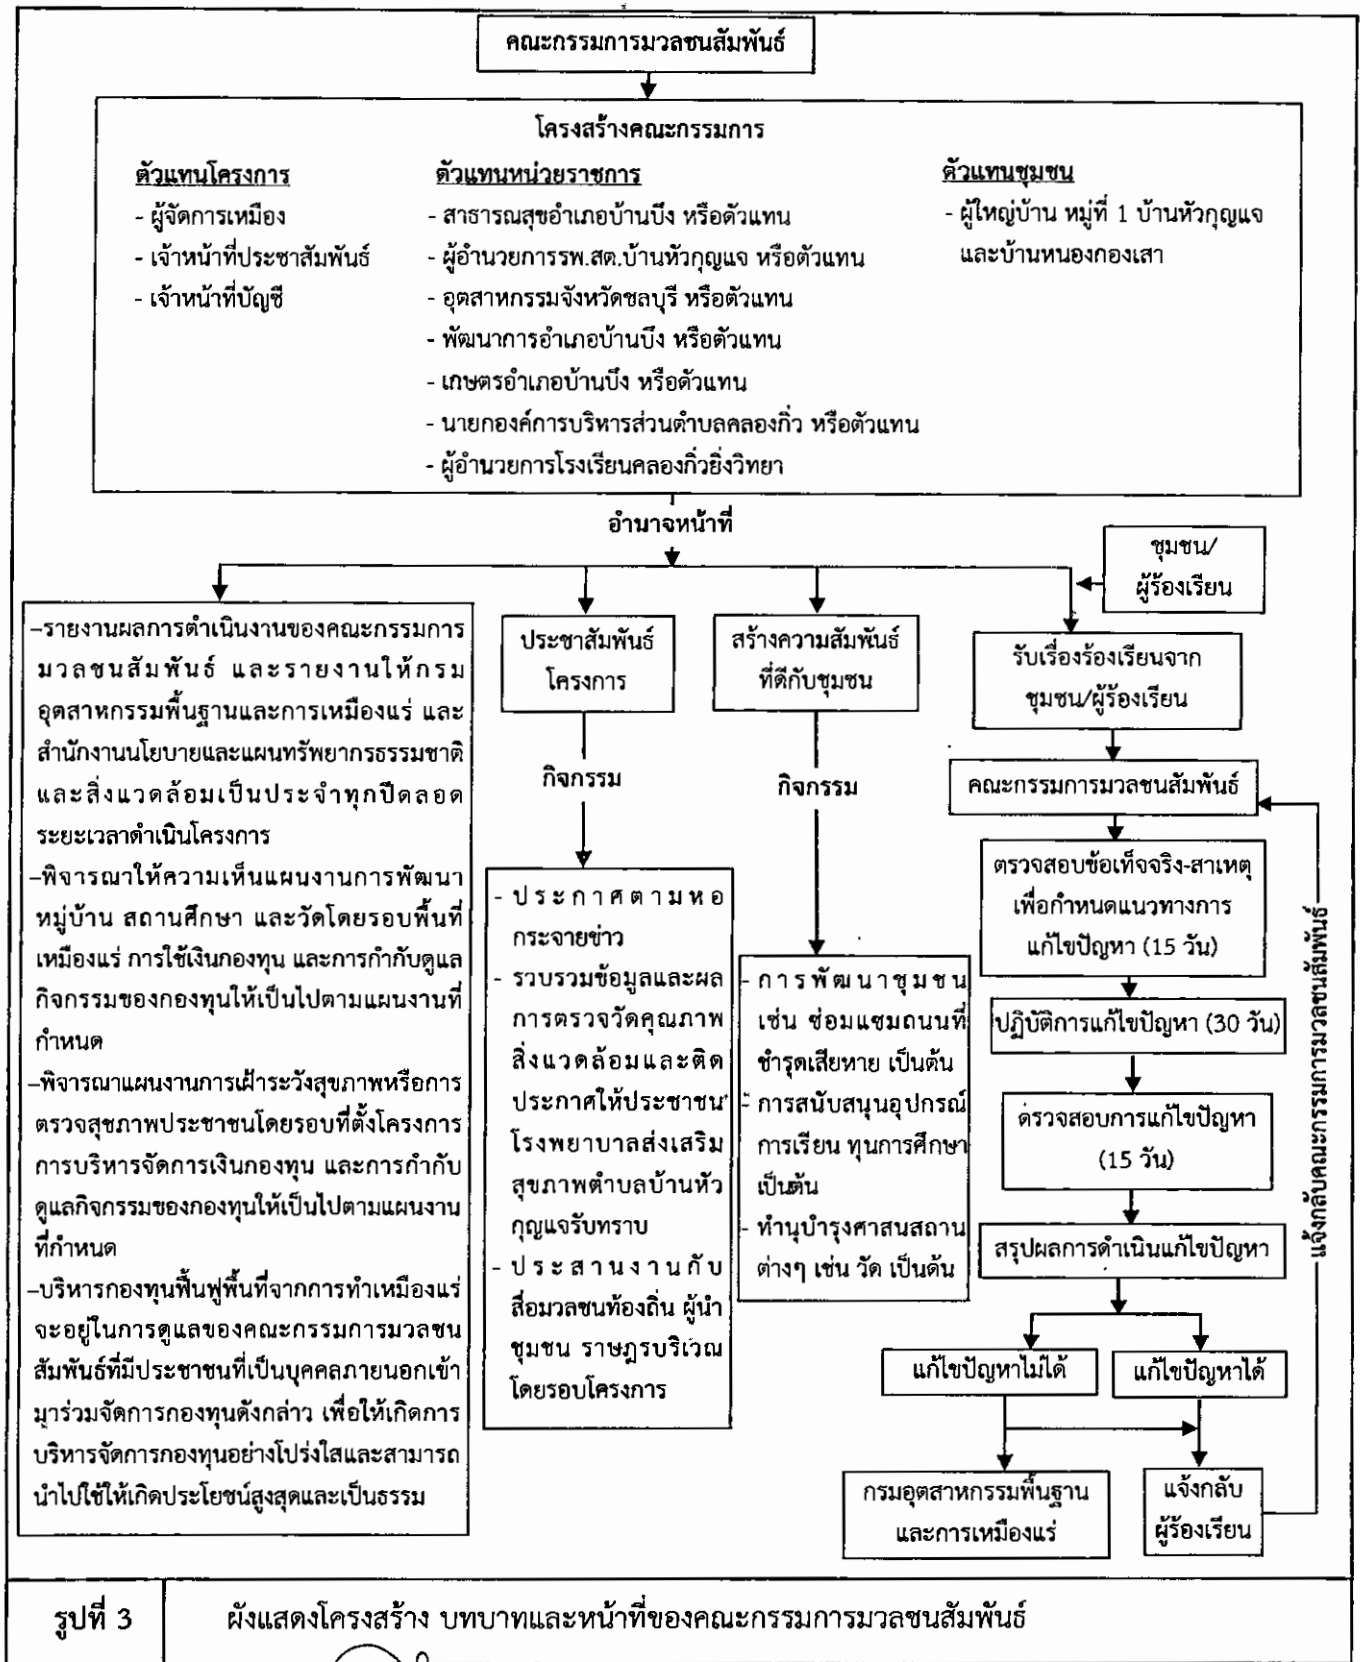 คณะกรรมการมวลชนสัมพันธ์
โครงสร้างคณะกรรมการ
ตัวแทนโครงการ
- ผู้จัดการเหมือง
- เจ้าหน้าที่ประชาสัมพันธ์
- เจ้าหน้าที่บัญชี
ตัวแทนหน่วยราชการ
- สาธารณสุขอำเภอบ้านบึง หรือตัวแทน
- ผู้อำนวยการรพ.สต.บ้านหัวกุญแจ หรือตัวแทน
- อุตสาหกรรมจังหวัดชลบุรี หรือตัวแทน
- พัฒนาการอำเภอบ้านบึง หรือตัวแทน
- เกษตรอำเภอบ้านบึง หรือตัวแทน
- นายกองค์การบริหารส่วนตำบลคลองกิ่ว หรือตัวแทน
- ผู้อำนวยการโรงเรียนคลองกิ่วยิ่งวิทยา
ตัวแทนชุมชน
- ผู้ใหญ่บ้าน หมู่ที่ 1 บ้านหัวกุญแจ
และบ้านหนองกองเสา
อำนาจหน้าที่
ชุมชน/
ผู้ร้องเรียน
–รายงานผลการดำเนินงานของคณะกรรมการ
มวลชนสัมพันธ์ และรายงานให้กรม
อุตสาหกรรมพื้นฐานและการเหมืองแร่ และ
สำนักงานนโยบายและแผนทรัพยากรธรรมชาติ
และสิ่งแวดล้อมเป็นประจำทุกปีตลอด
ระยะเวลาดำเนินโครงการ
–พิจารณาให้ความเห็นแผนงานการพัฒนา
หมู่บ้าน สถานศึกษา และวัดโดยรอบพื้นที่
เหมืองแร่ การใช้เงินกองทุน และการกำกับดูแล
กิจกรรมของกองทุนให้เป็นไปตามแผนงานที่
กำหนด
–พิจารณาแผนงานการเฝ้าระวังสุขภาพหรือการ
ตรวจสุขภาพประชาชนโดยรอบที่ตั้งโครงการ
การบริหารจัดการเงินกองทุน และการกำกับ
ดูแลกิจกรรมของกองทุนให้เป็นไปตามแผนงาน
ที่กำหนด
–บริหารกองทุนฟื้นฟูพื้นที่จากการทำเหมืองแร่
จะอยู่ในการดูแลของคณะกรรมการมวลชน
สัมพันธ์ที่มีประชาชนที่เป็นบุคคลภายนอกเข้า
มาร่วมจัดการกองทุนดังกล่าว เพื่อให้เกิดการ
บริหารจัดการกองทุนอย่างโปร่งใสและสามารถ
นำไปใช้ให้เกิดประโยชน์สูงสุดและเป็นธรรม
ประชาสัมพันธ์
โครงการ
กิจกรรม
- ประกาศตามหอ
กระจายข่าว
- รวบรวมข้อมูลและผล
การตรวจวัดคุณภาพ
สิ่งแวดล้อมและติด
ประกาศให้ประชาชน
โรงพยาบาลส่งเสริม
สุขภาพตำบลบ้านหัว
กุญแจรับทราบ
- ประสานงานกับ
สื่อมวลชนท้องถิ่น ผู้นำ
ชุมชน ราษฎรบริเวณ
โดยรอบโครงการ
สร้างความสัมพันธ์
ที่ดีกับชุมชน
กิจกรรม
- การพัฒนาชุมชน
เช่น ซ่อมแซมถนนที่
ชำรุดเสียหาย เป็นต้น
- การสนับสนุนอุปกรณ์
การเรียน ทุนการศึกษา
เป็นต้น
- ทำนุบำรุงศาสนสถาน
ต่างๆ เช่น วัด เป็นต้น
รับเรื่องร้องเรียนจาก
ชุมชน/ผู้ร้องเรียน
คณะกรรมการมวลชนสัมพันธ์
ตรวจสอบข้อเท็จจริง-สาเหตุ
เพื่อกำหนดแนวทางการ
แก้ไขปัญหา (15 วัน)
ปฏิบัติการแก้ไขปัญหา (30 วัน)
ตรวจสอบการแก้ไขปัญหา
(15 วัน)
สรุปผลการดำเนินแก้ไขปัญหา
แก้ไขปัญหาไม่ได้
แก้ไขปัญหาได้
กรมอุตสาหกรรมพื้นฐาน
และการเหมืองแร่
แจ้งกลับ
ผู้ร้องเรียน
แจ้งกลับคณะกรรมการมวลชนสัมพันธ์
รูปที่ 3
ผังแสดงโครงสร้าง บทบาทและหน้าที่ของคณะกรรมการมวลชนสัมพันธ์